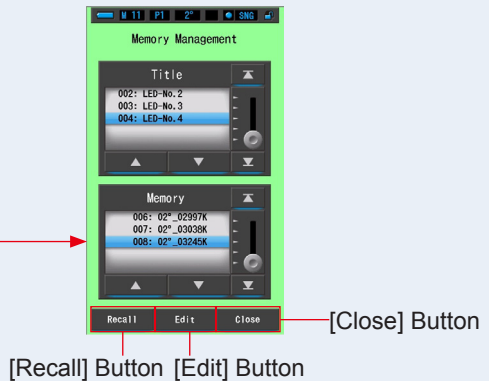 M 11 P1 2° SNG
Memory Management
Title
002: LED-No.2
003: LED-No.3
004: LED-No.4
Memory
006: 02°_02997K
007: 02°_03038K
008: 02°_03245K
Recall Edit Close
[Close] Button
[Recall] Button [Edit] Button